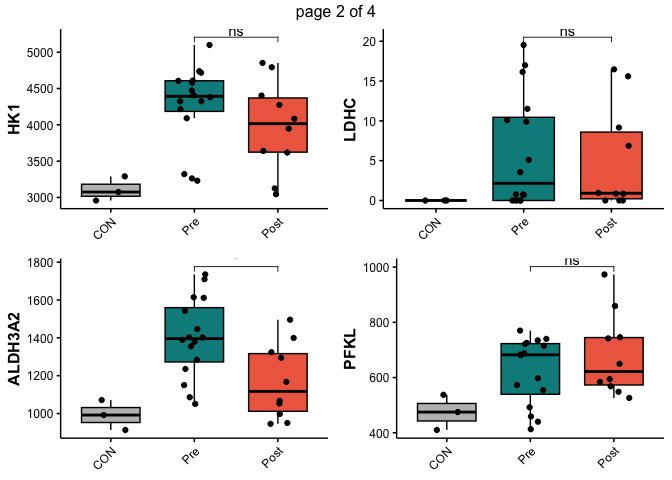 page 2 of 4
ns
5000
4500
4000
3500
3000
HK1
CON
Pre
Post
ns
20
15
10
5
0
LDHC
CON
Pre
Post
1800
1600
1400
1200
1000
ALDH3A2
CON
Pre
Post
ns
1000
800
600
400
PFKL
CON
Pre
Post